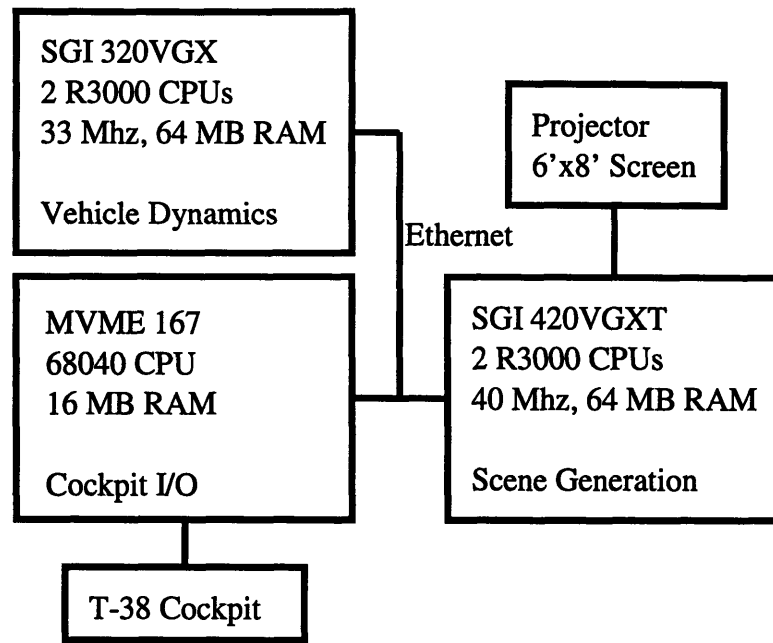 SGI 320VGX
2 R3000 CPUs
33 Mhz, 64 MB RAM
Vehicle Dynamics
Projector
6'x8' Screen
Ethernet
MVME 167
68040 CPU
16 MB RAM
Cockpit I/O
SGI 420VGXT
2 R3000 CPUs
40 Mhz, 64 MB RAM
Scene Generation
T-38 Cockpit